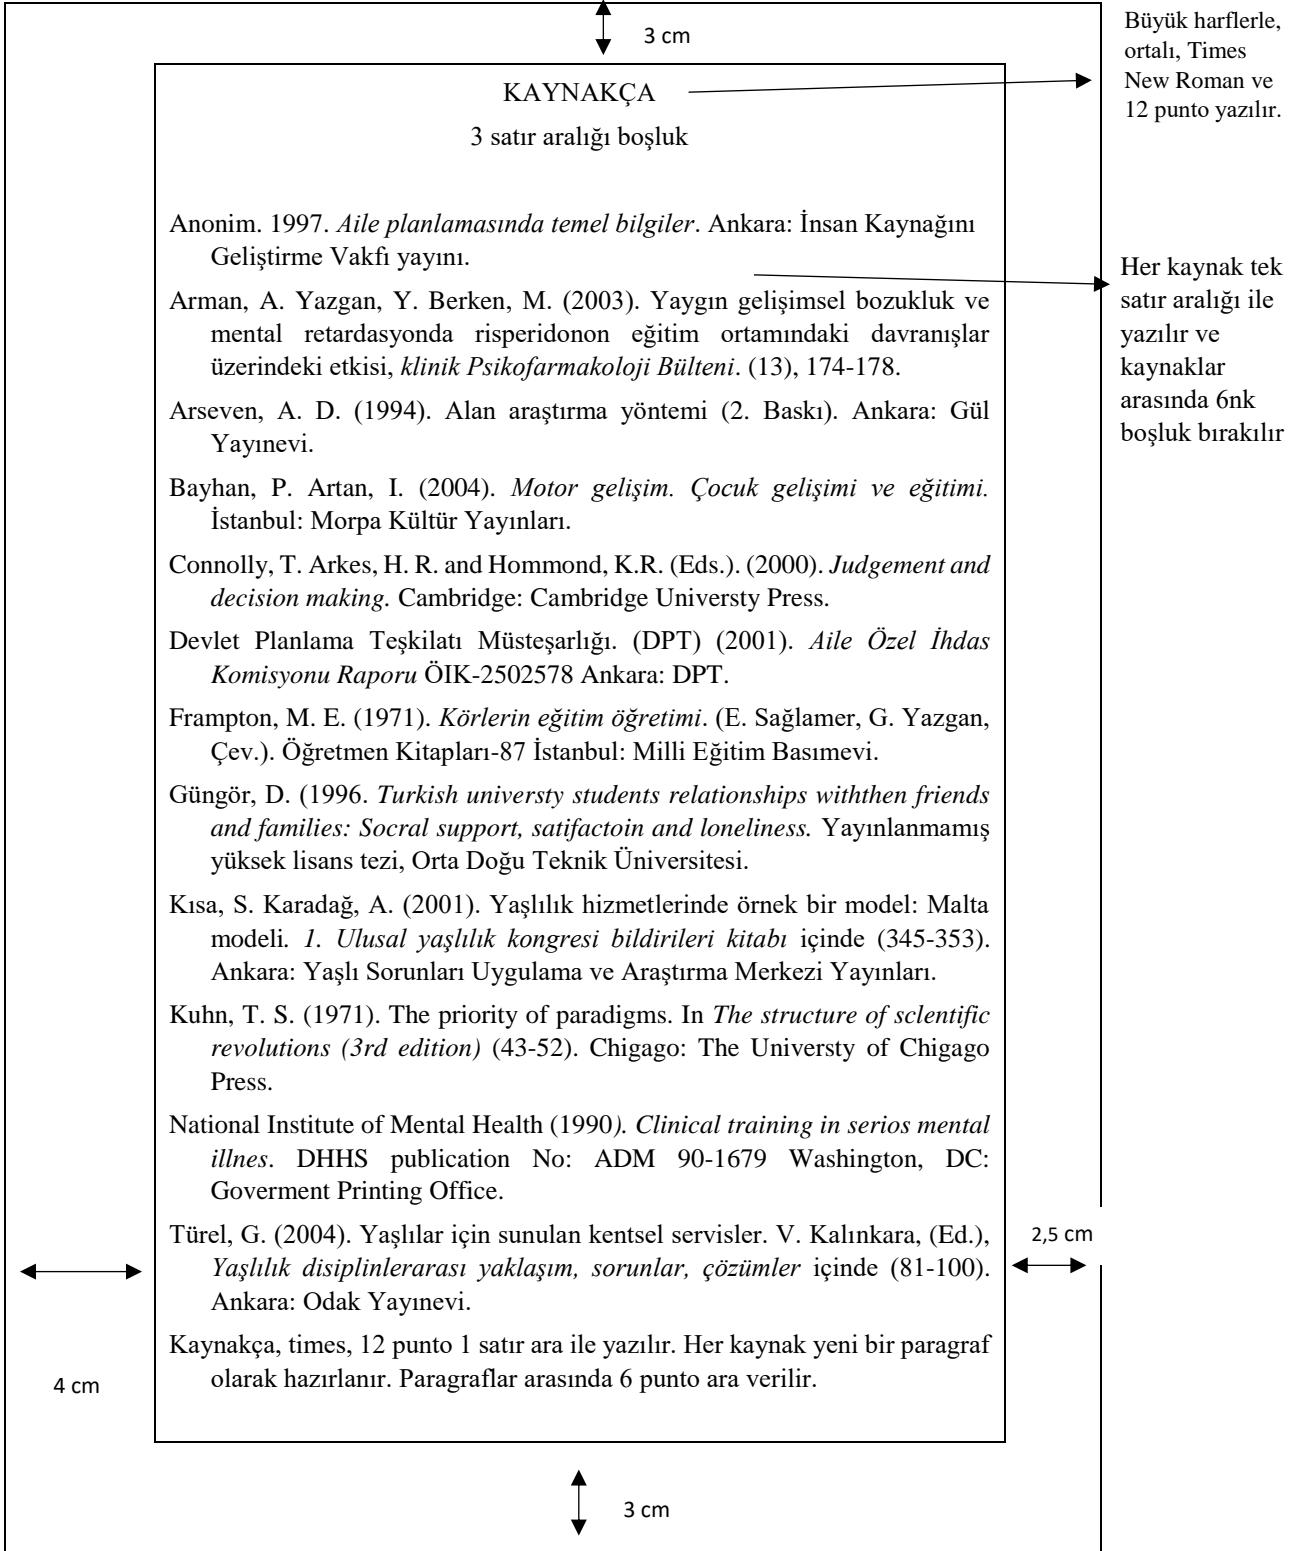 3 cm
Büyük harflerle,
ortalı, Times
New Roman ve
12 punto yazılır.
KAYNAKÇA
3 satır aralığı boşluk
Anonim. 1997. Aile planlamasında temel bilgiler. Ankara: İnsan Kaynağını
Geliştirme Vakfı yayını.
Her kaynak tek
satır aralığı ile
yazılır ve
kaynaklar
arasında 6nk
boşluk bırakılır
Arman, A. Yazgan, Y. Berken, M. (2003). Yaygın gelişimsel bozukluk ve
mental retardasyonda risperidonon eğitim ortamındaki davranışlar
üzerindeki etkisi, klinik Psikofarmakoloji Bülteni. (13), 174-178.
Arseven, A. D. (1994). Alan araştırma yöntemi (2. Baskı). Ankara: Gül
Yayınevi.
Bayhan, P. Artan, I. (2004). Motor gelişim. Çocuk gelişimi ve eğitimi.
İstanbul: Morpa Kültür Yayınları.
Connolly, T. Arkes, H. R. and Hommond, K.R. (Eds.). (2000). Judgement and
decision making. Cambridge: Cambridge Universty Press.
Devlet Planlama Teşkilatı Müsteşarlığı. (DPT) (2001). Aile Özel İhdas
Komisyonu Raporu ÖIK-2502578 Ankara: DPT.
Frampton, M. E. (1971). Körlerin eğitim öğretimi. (E. Sağlamer, G. Yazgan,
Çev.). Öğretmen Kitapları-87 İstanbul: Milli Eğitim Basımevi.
Güngör, D. (1996. Turkish universty students relationships withthen friends
and families: Socral support, satifactoin and loneliness. Yayınlanmamış
yüksek lisans tezi, Orta Doğu Teknik Üniversitesi.
Kısa, S. Karadağ, A. (2001). Yaşlılık hizmetlerinde örnek bir model: Malta
modeli. 1. Ulusal yaşlılık kongresi bildirileri kitabı içinde (345-353).
Ankara: Yaşlı Sorunları Uygulama ve Araştırma Merkezi Yayınları.
Kuhn, T. S. (1971). The priority of paradigms. In The structure of sclentific
revolutions (3rd edition) (43-52). Chigago: The Universty of Chigago
Press.
National Institute of Mental Health (1990). Clinical training in serios mental
illnes. DHHS publication No: ADM 90-1679 Washington, DC:
Goverment Printing Office.
Türel, G. (2004). Yaşlılar için sunulan kentsel servisler. V. Kalınkara, (Ed.),
Yaşlılık disiplinlerarası yaklaşım, sorunlar, çözümler içinde (81-100).
Ankara: Odak Yayınevi.
2,5 cm
Kaynakça, times, 12 punto 1 satır ara ile yazılır. Her kaynak yeni bir paragraf
olarak hazırlanır. Paragraflar arasında 6 punto ara verilir.
4 cm
3 cm